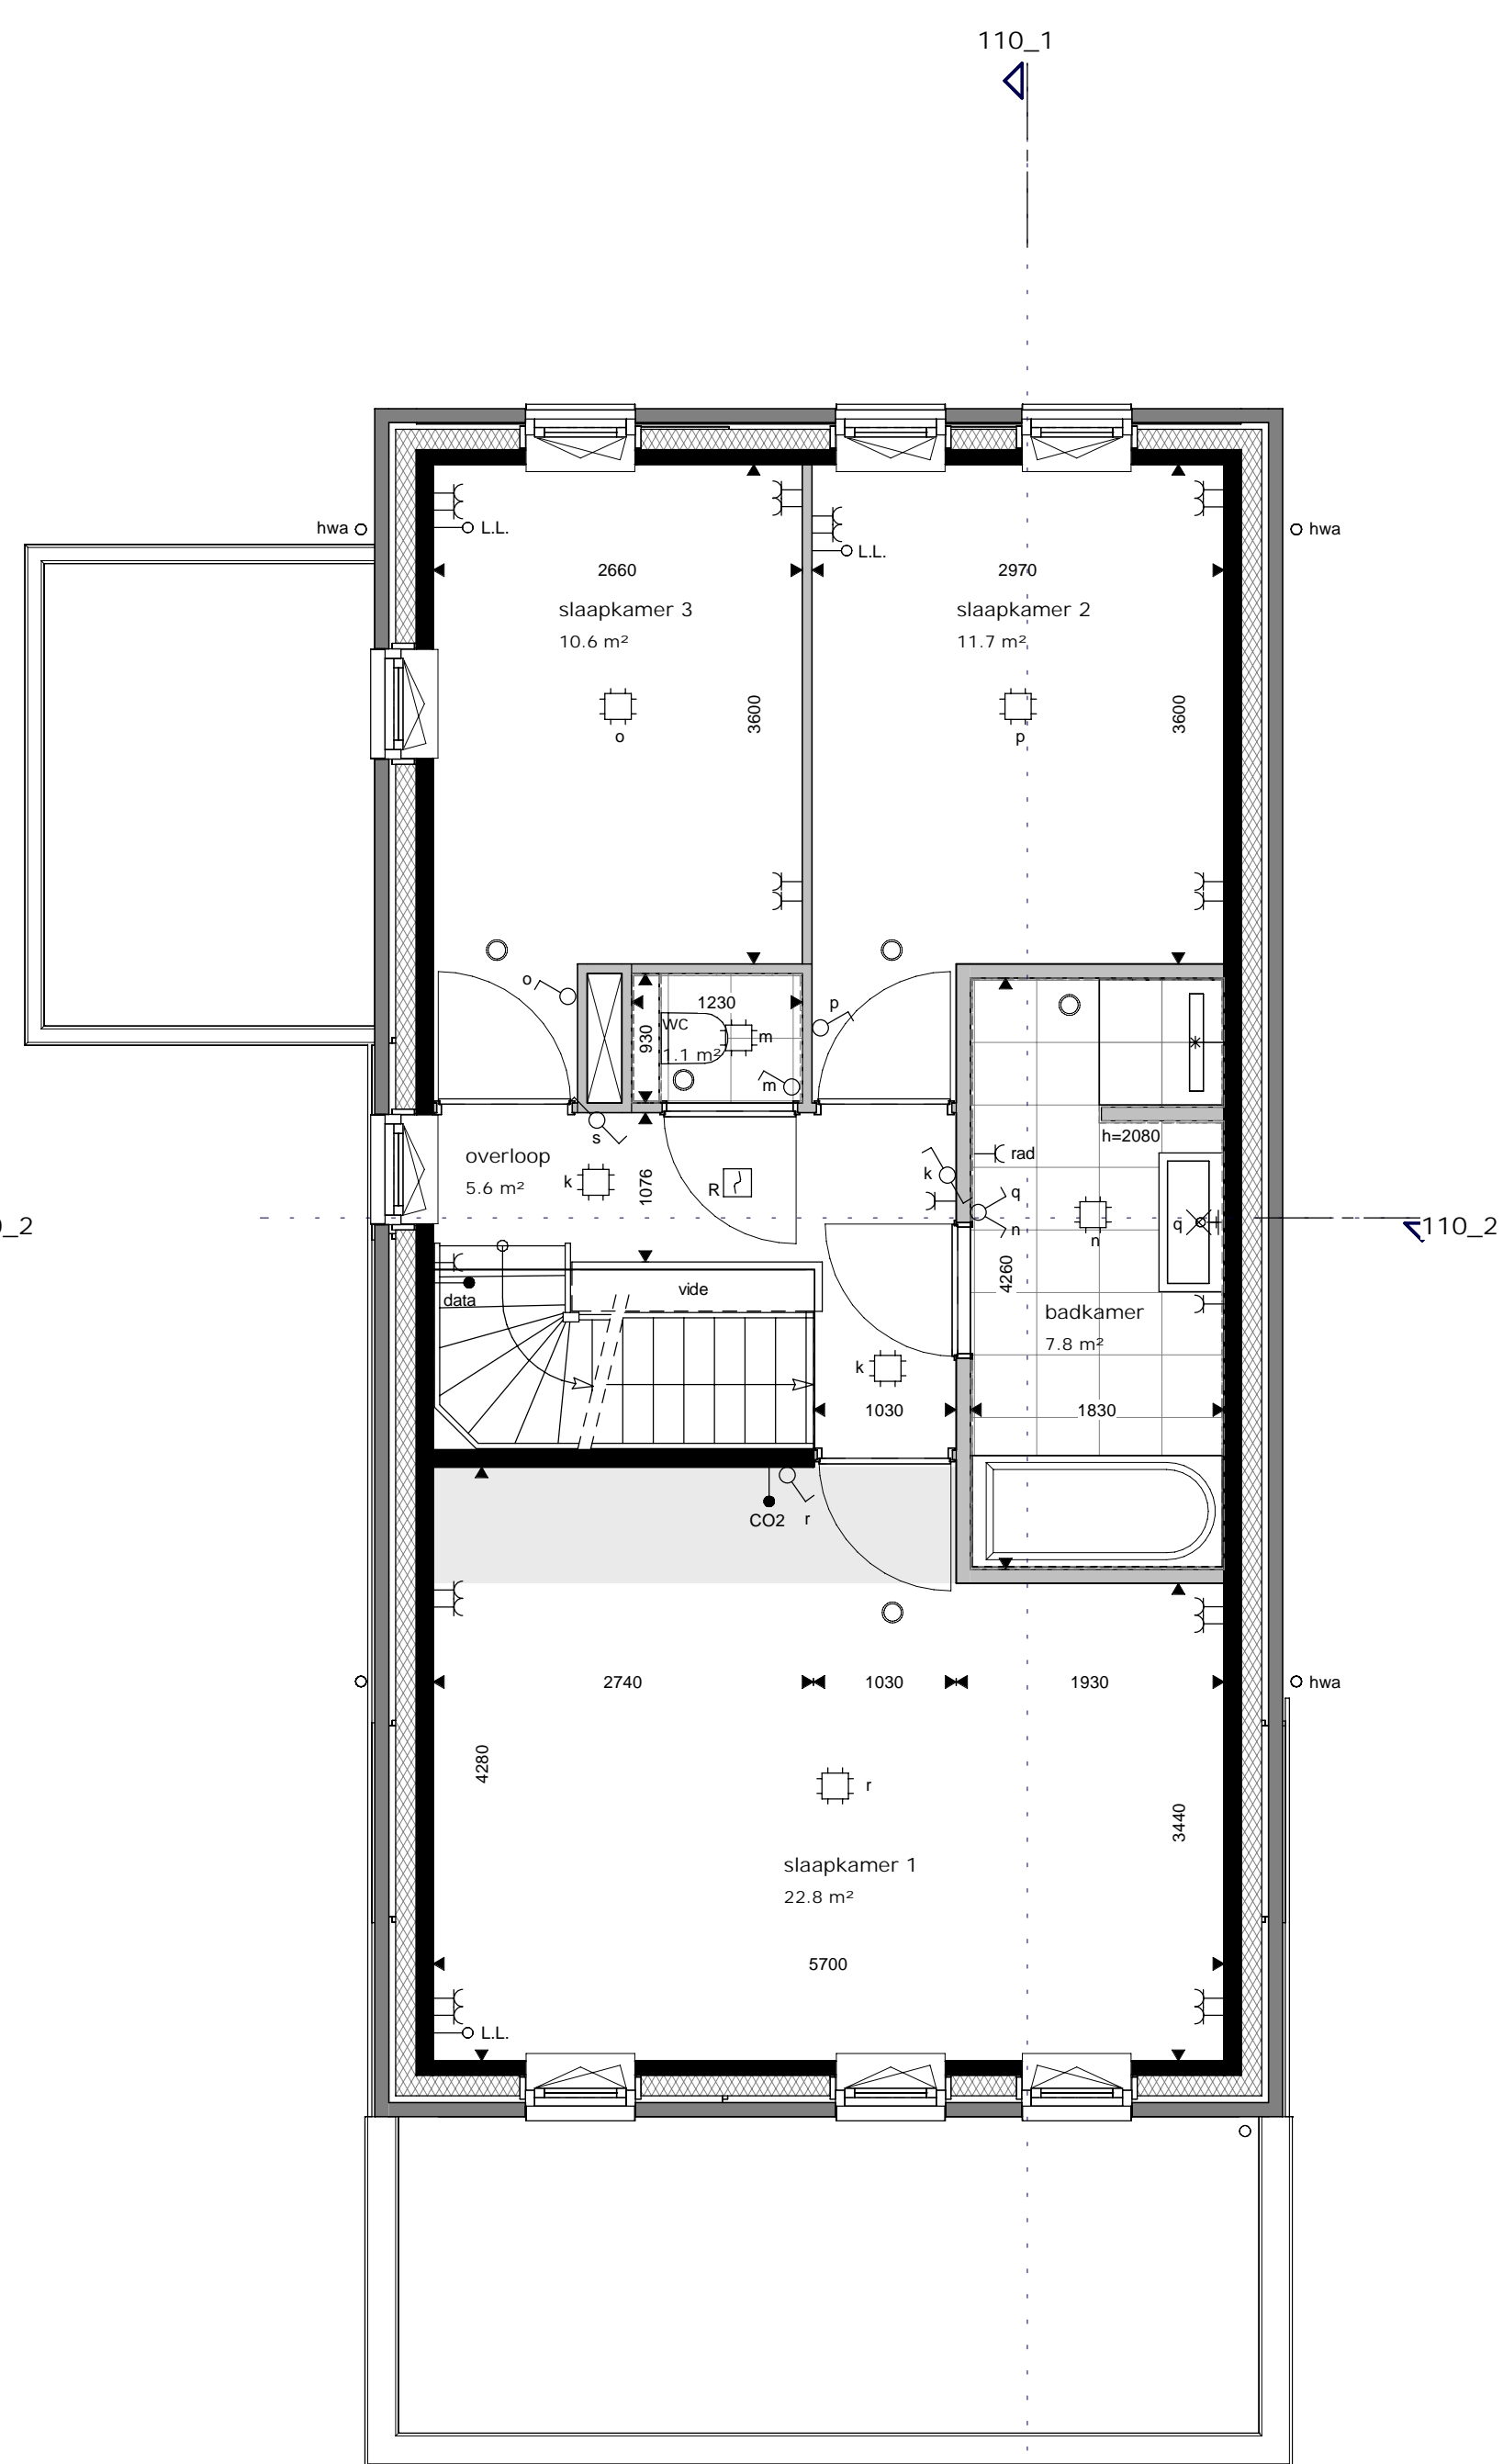 110_1
hwa
L.L.
L.L.
hwa
2660
2970
slaapkamer 3
10.6 m²
slaapkamer 2
11.7 m²
3600
3600
o
p
o
1230
p
930
WC
1.1 m²
m
m
s
h=2080
overloop
5.6 m²
k
1076
R
k
rad
q
n
n
q
_2
110_2
4260
data
vide
badkamer
7.8 m²
k
1030
1830
CO2
r
2740
1030
1930
hwa
4280
r
3440
slaapkamer 1
22.8 m²
5700
L.L.